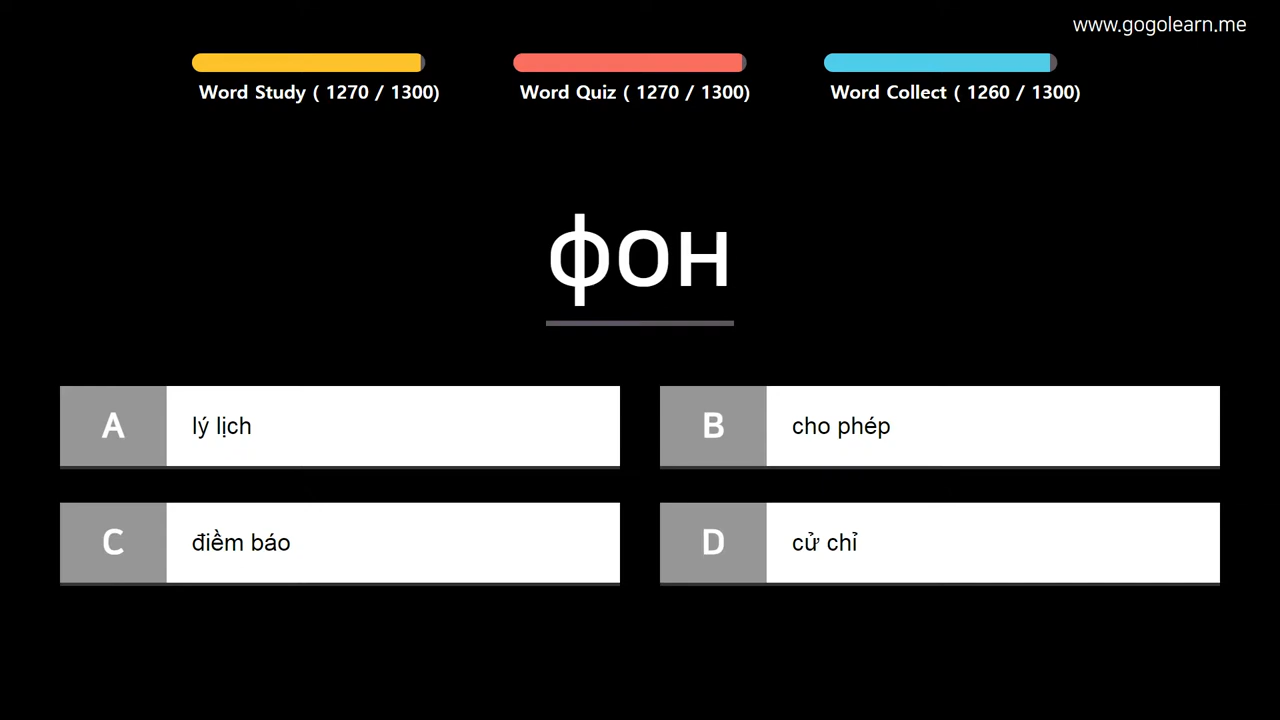 www.gogolearn.me
Word Study ( 1270 / 1300)
Word Quiz ( 1270 / 1300)
Word Collect ( 1260 / 1300)
фон
A lý lịch
B cho phép
C điềm báo
D cử chỉ